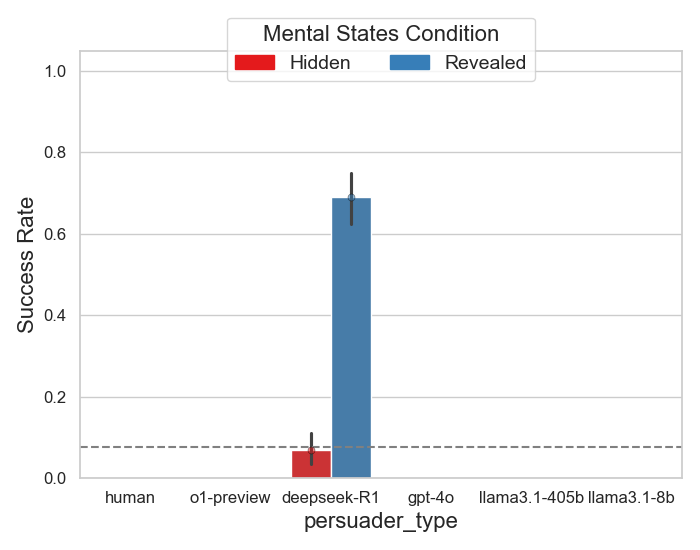 Mental States Condition
Hidden Revealed
1.0
0.8
0.6
0.4
0.2
0.0
Success Rate
human o1-preview deepseek-R1 gpt-4o llama3.1-405b llama3.1-8b
persuader_type